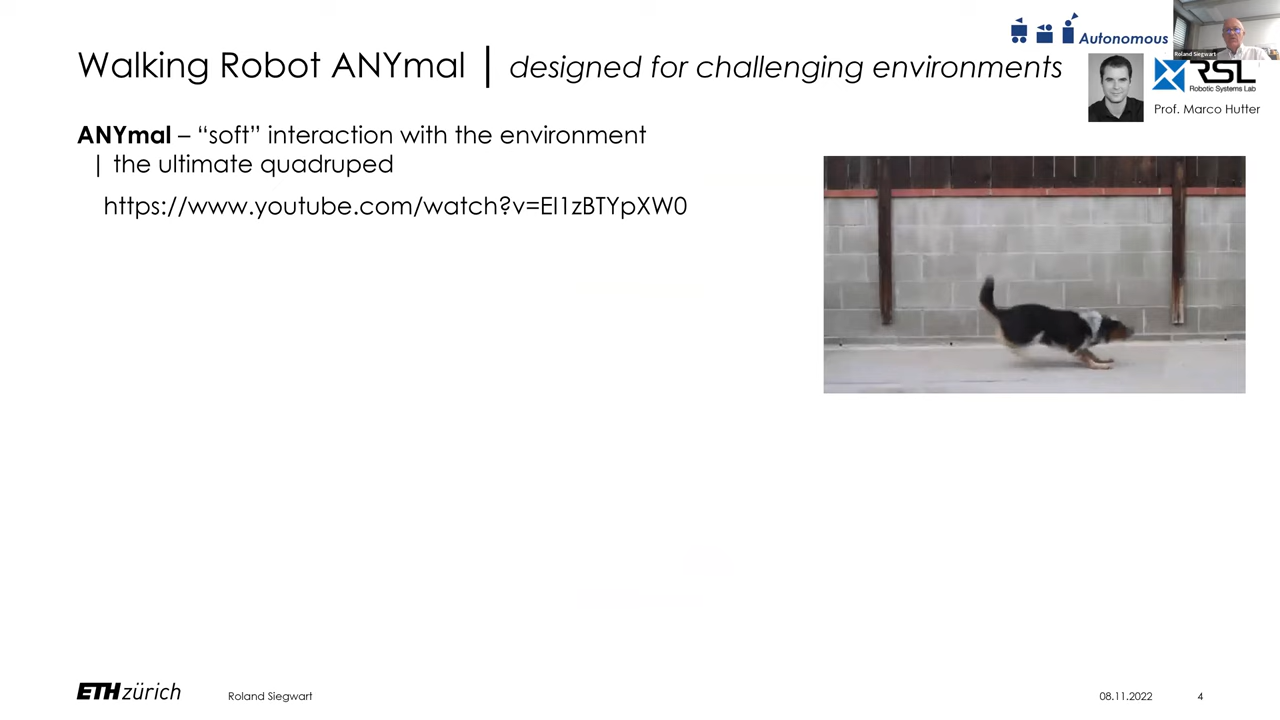 Autonomous
Roland Siegwart
Walking Robot ANYmal | designed for challenging environments
RSL
Robotic Systems Lab
Prof. Marco Hutter
ANYmal – “soft” interaction with the environment
| the ultimate quadruped
https://www.youtube.com/watch?v=EI1zBTYpXW0
ETH zürich
Roland Siegwart
08.11.2022
4